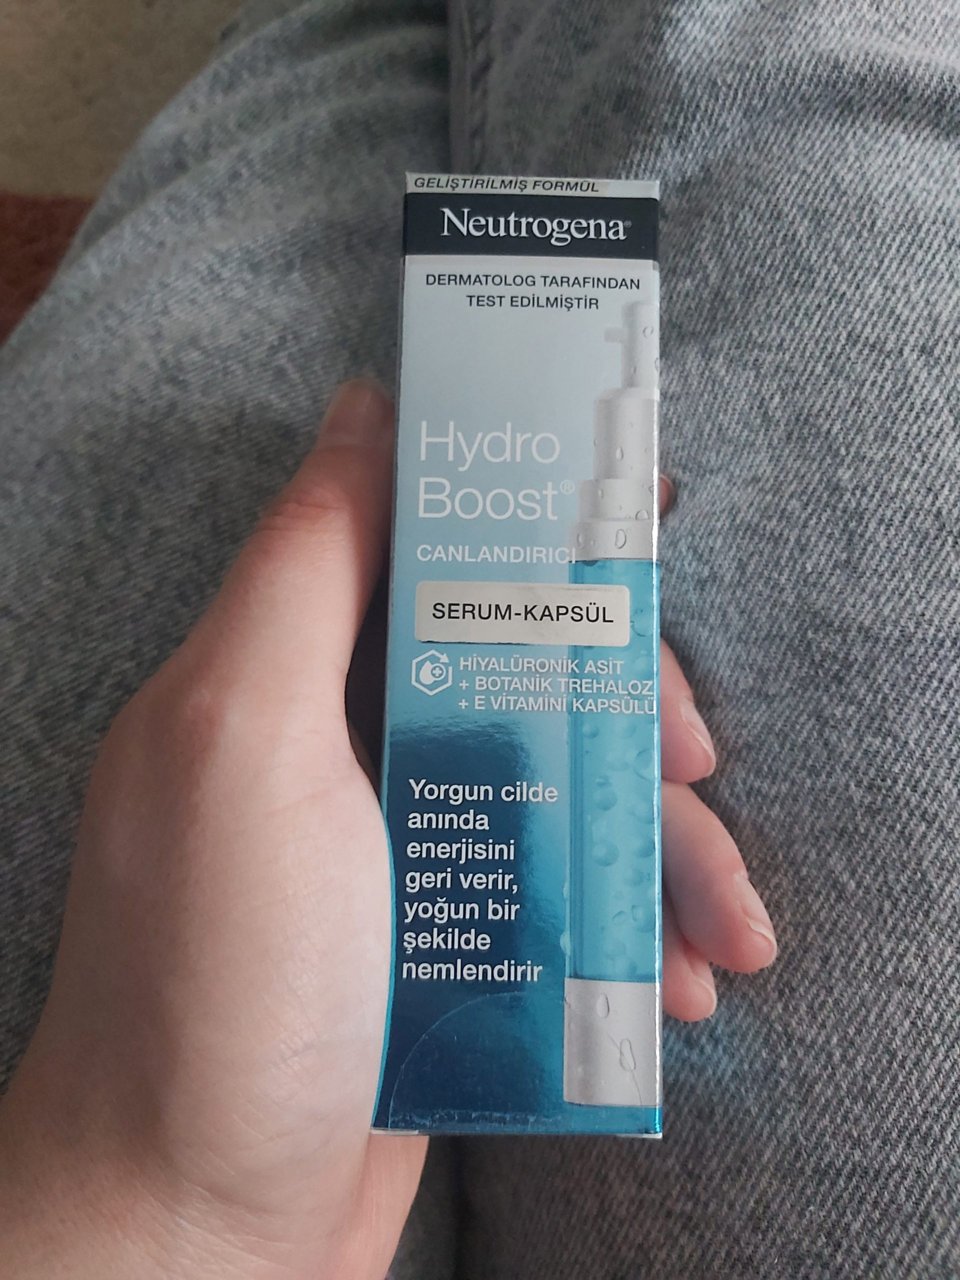 GELİŞTİRİLMİŞ FORMÜL
Neutrogena®
DERMATOLOG TARAFINDAN
TEST EDİLMİŞTİR
Hydro
Boost®
CANLANDIRICI
SERUM-KAPSÜL
HİYALÜRONİK ASİT
+ BOTANİK TREHALOZ
+ E VİTAMİNİ KAPSÜLÜ
Yorgun cilde
anında
enerjisini
geri verir,
yoğun bir
şekilde
nemlendirir